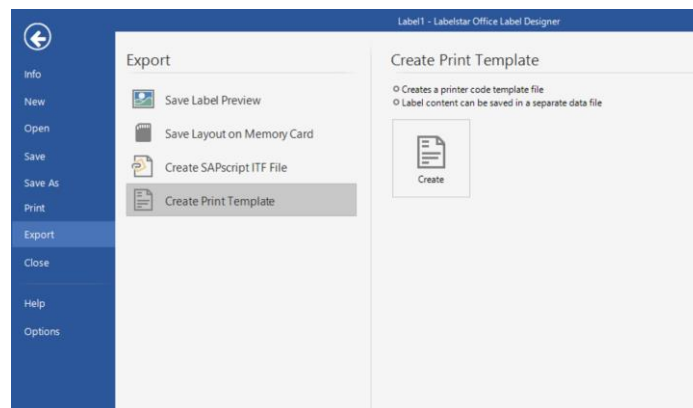 Label1 - Labelstar Office Label Designer
Info
New
Open
Save
Save As
Print
Export
Close
Help
Options
Export
Save Label Preview
Save Layout on Memory Card
Create SAPscript ITF File
Create Print Template
Create Print Template
Creates a printer code template file
Label content can be saved in a separate data file
Create